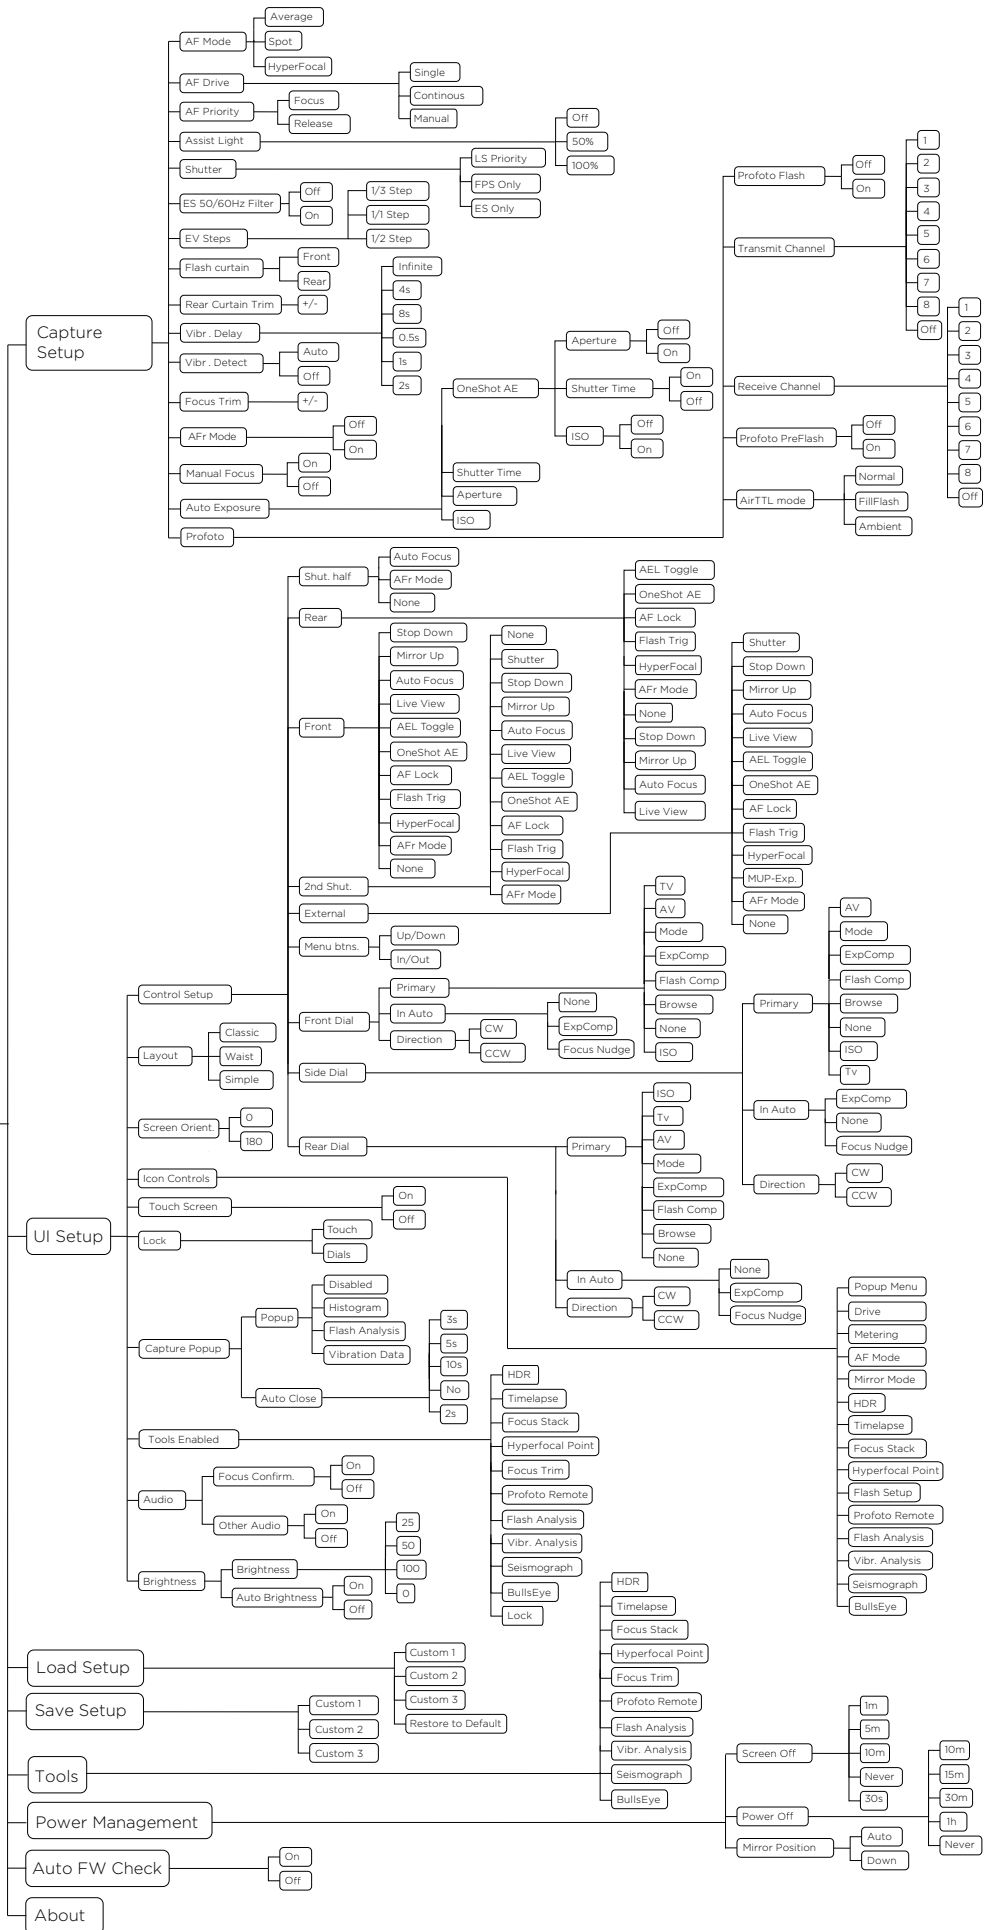 Capture
Setup
AF Mode
Average
Spot
HyperFocal
AF Drive
Single
Continous
Manual
AF Priority
Focus
Release
Assist Light
Off
50%
100%
Shutter
LS Priority
FPS Only
ES Only
ES 50/60Hz Filter
Off
On
EV Steps
1/3 Step
1/1 Step
1/2 Step
Flash curtain
Front
Rear
Rear Curtain Trim
+/-
Vibr . Delay
Infinite
4s
8s
0.5s
1s
2s
Vibr . Detect
Auto
Off
Focus Trim
+/-
AFr Mode
Off
On
Manual Focus
On
Off
Auto Exposure
OneShot AE
Aperture
Off
On
Shutter Time
On
Off
ISO
Off
On
Shutter Time
Aperture
ISO
Profoto
Profoto Flash
Off
On
Transmit Channel
1
2
3
4
5
6
7
8
Off
Receive Channel
1
2
3
4
5
6
7
8
Off
Profoto PreFlash
Off
On
AirTTL mode
Normal
FillFlash
Ambient
UI Setup
Control Setup
Shut. half
Auto Focus
AFr Mode
None
Rear
AEL Toggle
OneShot AE
AF Lock
Flash Trig
HyperFocal
AFr Mode
None
Stop Down
Mirror Up
Auto Focus
Live View
Front
Stop Down
Mirror Up
Auto Focus
Live View
AEL Toggle
OneShot AE
AF Lock
Flash Trig
HyperFocal
AFr Mode
None
2nd Shut.
None
Shutter
Stop Down
Mirror Up
Auto Focus
Live View
AEL Toggle
OneShot AE
AF Lock
Flash Trig
HyperFocal
AFr Mode
External
Shutter
Stop Down
Mirror Up
Auto Focus
Live View
AEL Toggle
OneShot AE
AF Lock
Flash Trig
HyperFocal
MUP-Exp.
AFr Mode
None
Menu btns.
Up/Down
In/Out
Front Dial
Primary
TV
AV
Mode
ExpComp
Flash Comp
Browse
None
ISO
In Auto
None
ExpComp
Focus Nudge
Direction
CW
CCW
Side Dial
Primary
AV
Mode
ExpComp
Flash Comp
Browse
None
ISO
Tv
In Auto
ExpComp
None
Focus Nudge
Direction
CW
CCW
Rear Dial
Primary
ISO
Tv
AV
Mode
ExpComp
Flash Comp
Browse
None
In Auto
None
ExpComp
Focus Nudge
Direction
CW
CCW
Layout
Classic
Waist
Simple
Screen Orient.
0
180
Icon Controls
Popup Menu
Drive
Metering
AF Mode
Mirror Mode
HDR
Timelapse
Focus Stack
Hyperfocal Point
Flash Setup
Profoto Remote
Flash Analysis
Vibr. Analysis
Seismograph
BullsEye
Touch Screen
On
Off
Lock
Touch
Dials
Capture Popup
Popup
Disabled
Histogram
Flash Analysis
Vibration Data
Auto Close
3s
5s
10s
No
2s
Tools Enabled
HDR
Timelapse
Focus Stack
Hyperfocal Point
Focus Trim
Profoto Remote
Flash Analysis
Vibr. Analysis
Seismograph
BullsEye
Lock
Audio
Focus Confirm.
On
Off
Other Audio
On
Off
Brightness
Brightness
25
50
100
0
Auto Brightness
On
Off
Load Setup
Custom 1
Custom 2
Custom 3
Restore to Default
Save Setup
Custom 1
Custom 2
Custom 3
Tools
HDR
Timelapse
Focus Stack
Hyperfocal Point
Focus Trim
Profoto Remote
Flash Analysis
Vibr. Analysis
Seismograph
BullsEye
Power Management
Screen Off
1m
5m
10m
Never
30s
Power Off
10m
15m
30m
1h
Never
Mirror Position
Auto
Down
Auto FW Check
On
Off
About